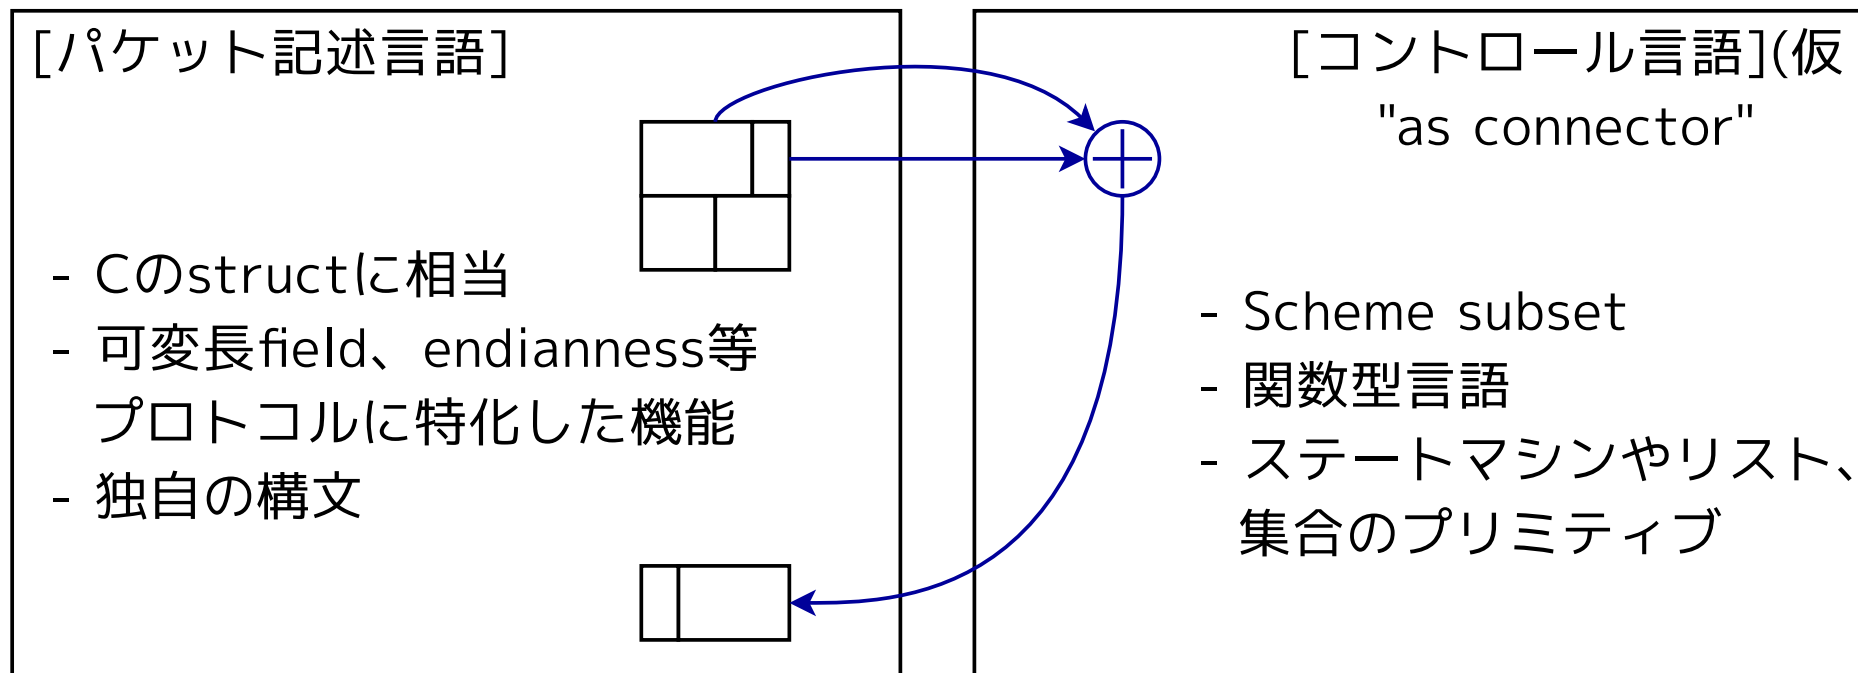 [パケット記述言語]
- Cのstructに相当
- 可変長field、endianness等
プロトコルに特化した機能
- 独自の構文
[コントロール言語](仮
"as connector"
- Scheme subset
- 関数型言語
- ステートマシンやリスト、
集合のプリミティブ